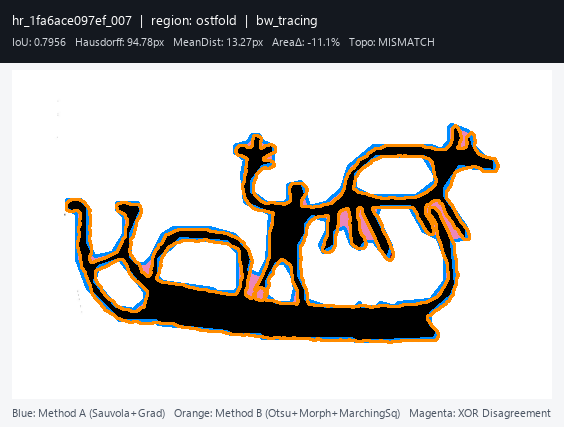 hr_1fa6ace097ef_007 | region: ostfold | bw_tracing
IoU: 0.7956 Hausdorff: 94.78px MeanDist: 13.27px AreaΔ: -11.1% Topo: MISMATCH
Blue: Method A (Sauvola+Grad) Orange: Method B (Otsu+Morph+MarchingSq) Magenta: XOR Disagreement